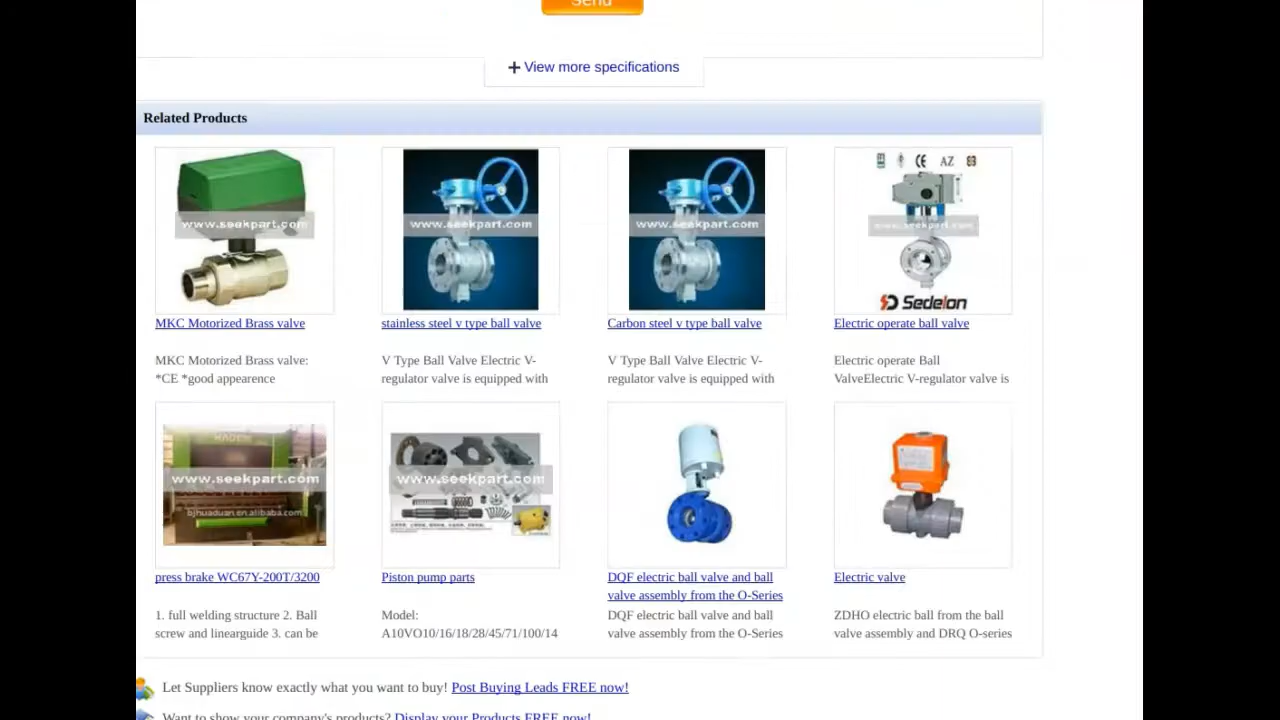 Send
View more specifications
Related Products
CE AZ
www.seekpart.com
www.seekpart.com
www.seekpart.com
www.seekpart.com
Sedelon
MKC Motorized Brass valve
stainless steel v type ball valve
Carbon steel v type ball valve
Electric operate ball valve
MKC Motorized Brass valve:
*CE *good appearence
V Type Ball Valve Electric V-
regulator valve is equipped with
V Type Ball Valve Electric V-
regulator valve is equipped with
Electric operate Ball
ValveElectric V-regulator valve is
www.seekpart.com
bjhuaduan.en.alibaba.com
www.seekpart.com
press brake WC67Y-200T/3200
Piston pump parts
DQF electric ball valve and ball
valve assembly from the O-Series
Electric valve
1. full welding structure 2. Ball
screw and linearguide 3. can be
Model:
A10VO10/16/18/28/45/71/100/14
DQF electric ball valve and ball
valve assembly from the O-Series
ZDHO electric ball from the ball
valve assembly and DRQ O-series
Let Suppliers know exactly what you want to buy! Post Buying Leads FREE now!
Want to show your company's products? Display your Products FREE now!